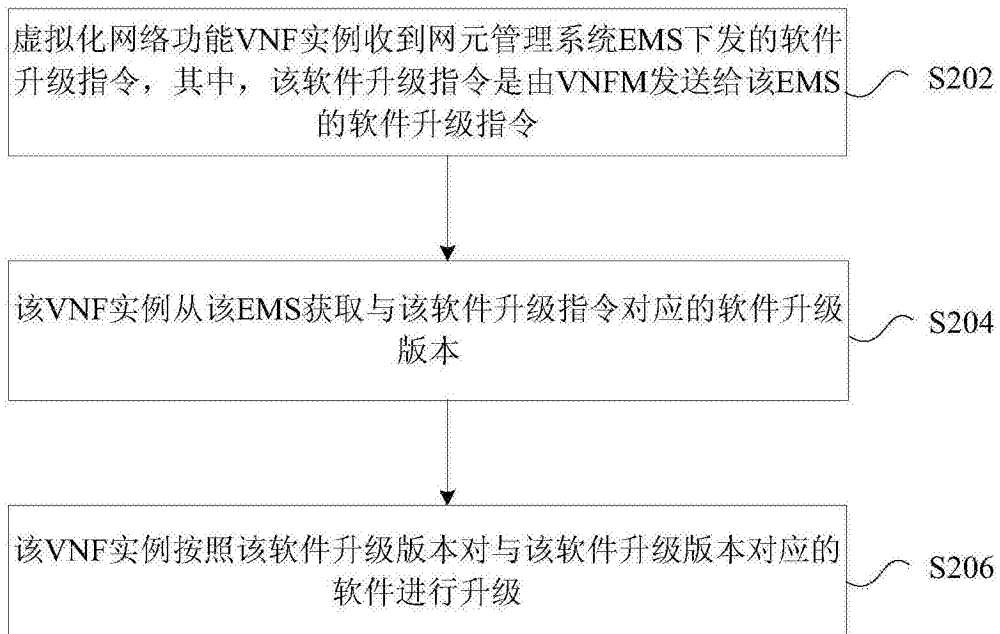 虚拟化网络功能VNF实例收到网元管理系统EMS下发的软件
升级指令，其中，该软件升级指令是由VNFM发送给该EMS
的软件升级指令
S202
该VNF实例从该EMS获取与该软件升级指令对应的软件升级
版本
S204
该VNF实例按照该软件升级版本对与该软件升级版本对应的
软件进行升级
S206